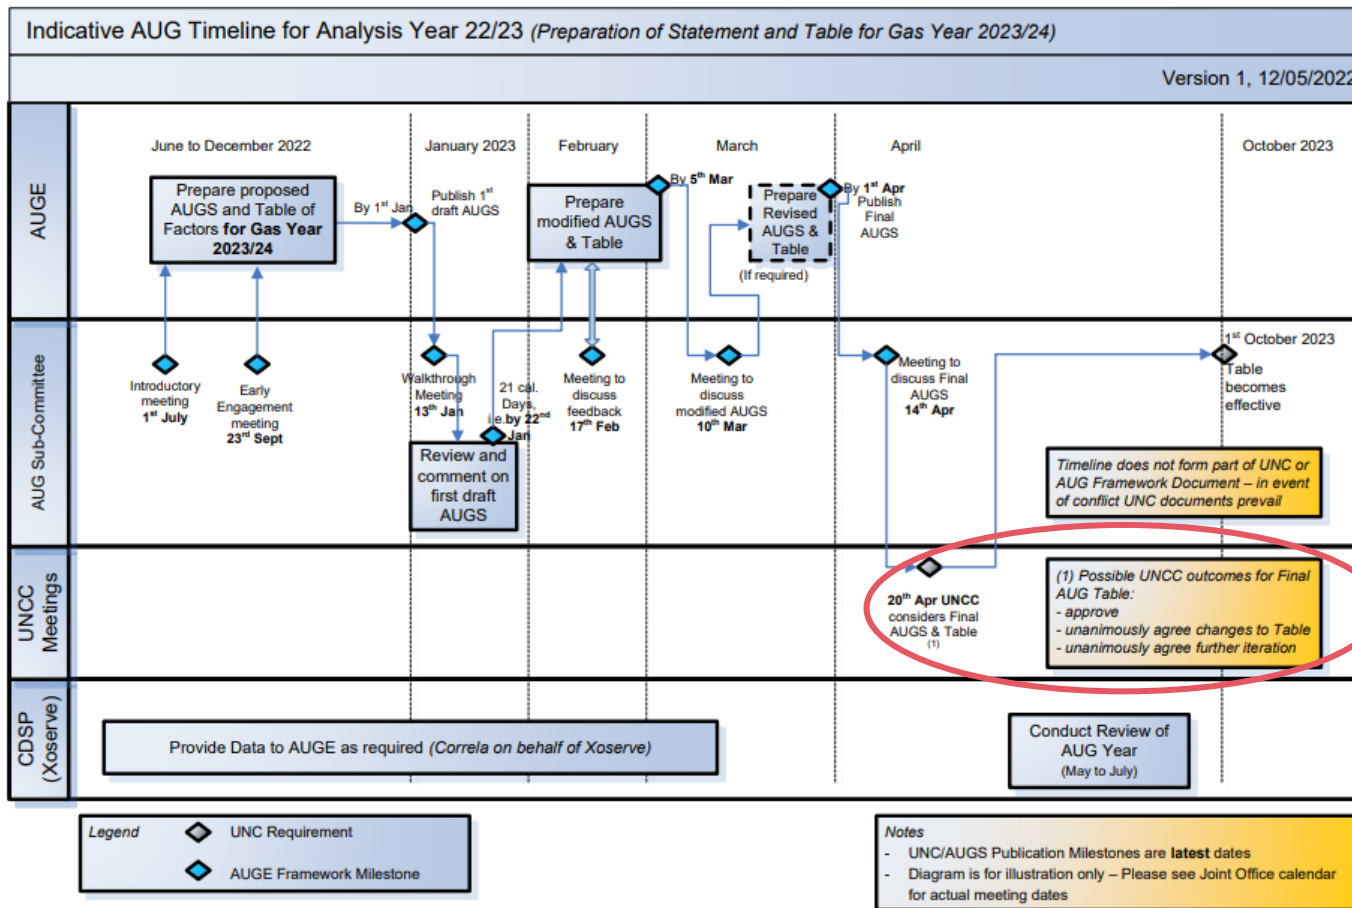 Indicative AUG Timeline for Analysis Year 22/23 (Preparation of Statement and Table for Gas Year 2023/24)
Version 1, 12/05/2022
AUGE
June to December 2022
January 2023
February
March
April
October 2023
Prepare proposed
AUGS and Table of
Factors for Gas Year
2023/24
By 1st Jan
Publish 1st
draft AUGS
Prepare
modified AUGS
& Table
By 5th Mar
Prepare
Revised
AUGS &
Table
(If required)
By 1st Apr
Publish
Final
AUGS
AUG Sub-Committee
Introductory
meeting
1st July
Early
Engagement
meeting
23rd Sept
Walkthrough
Meeting
13th Jan
21 cal.
Days,
i.e.by 22nd
Jan
Review and
comment on
first draft
AUGS
Meeting to
discuss
feedback
17th Feb
Meeting to
discuss
modified AUGS
10th Mar
Meeting to
discuss Final
AUGS
14th Apr
1st October 2023
Table
becomes
effective
Timeline does not form part of UNC or
AUG Framework Document – in event
of conflict UNC documents prevail
UNCC
Meetings
20th Apr UNCC
considers Final
AUGS & Table
(1)
(1) Possible UNCC outcomes for Final
AUG Table:
- approve
- unanimously agree changes to Table
- unanimously agree further iteration
CDSP
(Xoserve)
Provide Data to AUGE as required (Correla on behalf of Xoserve)
Conduct Review of
AUG Year
(May to July)
Legend
UNC Requirement
AUGE Framework Milestone
Notes
- UNC/AUGS Publication Milestones are latest dates
- Diagram is for illustration only – Please see Joint Office calendar
for actual meeting dates